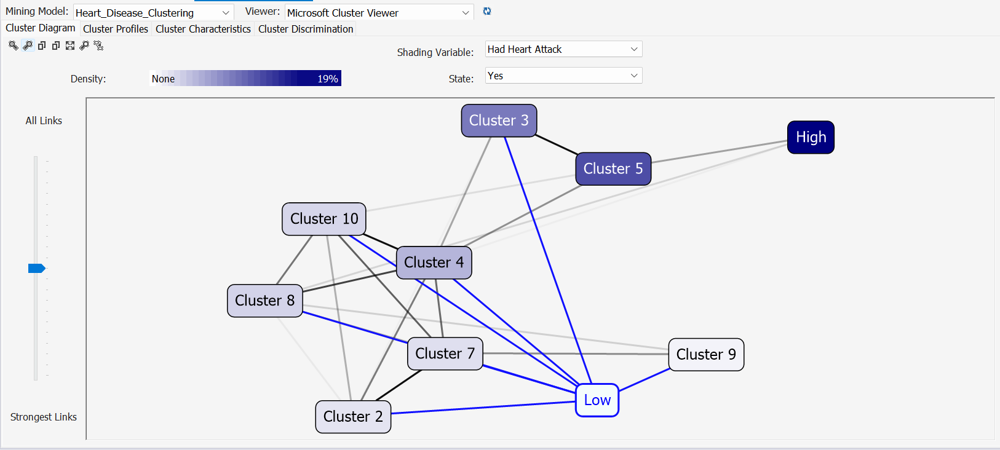 Mining Model: Heart_Disease_Clustering Viewer: Microsoft Cluster Viewer
Cluster Diagram Cluster Profiles Cluster Characteristics Cluster Discrimination
Shading Variable: Had Heart Attack
Density: None 19% State: Yes
All Links
Cluster 3
High
Cluster 5
Cluster 10
Cluster 4
Cluster 8
Cluster 7
Cluster 9
Low
Cluster 2
Strongest Links